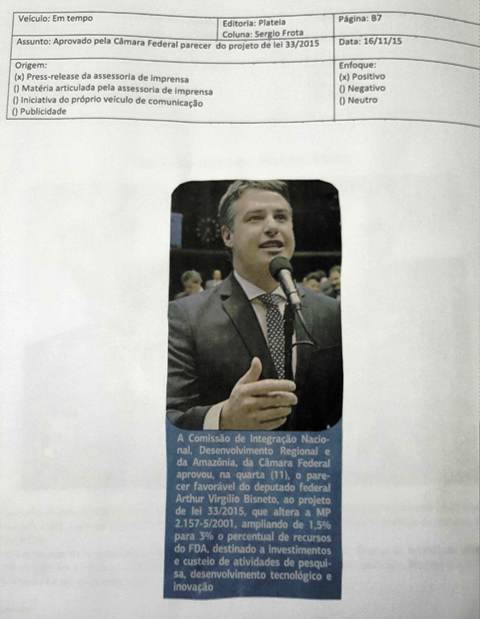 Veículo: Em tempo
Editoria: Plateia
Coluna: Sergio Frota
Página: B7
Assunto: Aprovado pela Câmara Federal parecer do projeto de lei 33/2015
Data: 16/11/15
Origem:
(x) Press-release da assessoria de imprensa
() Matéria articulada pela assessoria de imprensa
() Iniciativa do próprio veículo de comunicação
() Publicidade
Enfoque:
(x) Positivo
() Negativo
() Neutro
A Comissão de Integração Nacio-
nal, Desenvolvimento Regional e
da Amazônia, da Câmara Federal
aprovou, na quarta (11), o pare-
cer favorável do deputado federal
Arthur Virgílio Bisneto, ao projeto
de lei 33/2015, que altera a MP
2.157-5/2001, ampliando de 1,5%
para 3% o percentual de recursos
do FDA, destinado a investimentos
e custeio de atividades de pesqui-
sa, desenvolvimento tecnológico e
inovação